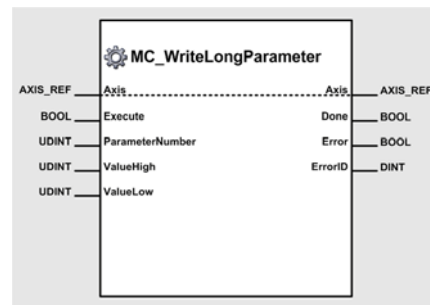 MC_WriteLongParameter
AXIS_REF Axis Axis AXIS_REF
BOOL Execute Done BOOL
UDINT ParameterNumber Error BOOL
UDINT ValueHigh ErrorID DINT
UDINT ValueLow